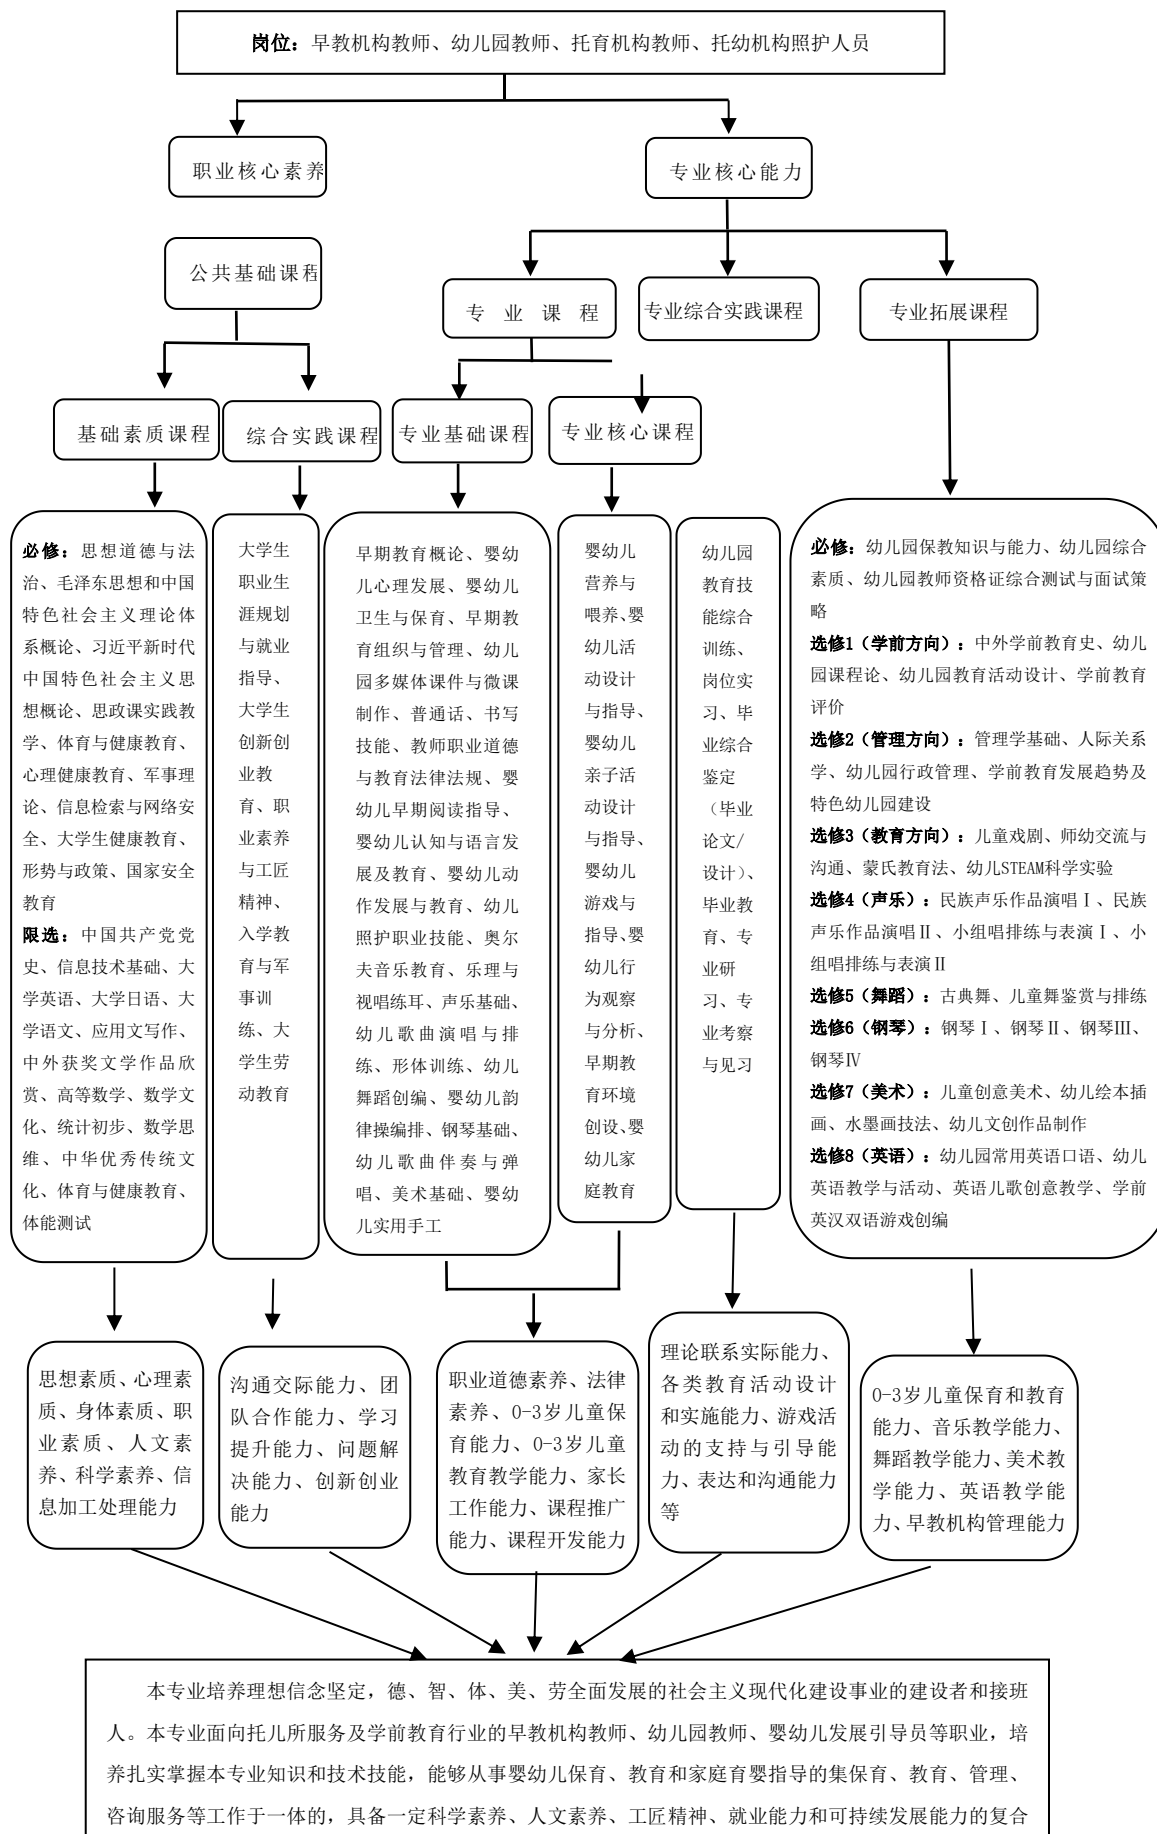 岗位：早教机构教师、幼儿园教师、托育机构教师、托幼机构照护人员
职业核心素养
专业核心能力
公共基础课程
专 业 课 程
专业综合实践课程
专业拓展课程
基础素质课程
综合实践课程
专业基础课程
专业核心课程
必修：思想道德与法
治、毛泽东思想和中国
特色社会主义理论体
系概论、习近平新时代
中国特色社会主义思
想概论、思政课实践教
学、体育与健康教育、
心理健康教育、军事理
论、信息检索与网络安
全、大学生健康教育、
形势与政策、国家安全
教育
限选：中国共产党党
史、信息技术基础、大
学英语、大学日语、大
学语文、应用文写作、
中外获奖文学作品欣
赏、高等数学、数学文
化、统计初步、数学思
维、中华优秀传统文
化、体育与健康教育、
体能测试
大学生
职业生
涯规划
与就业
指导、
大学生
创新创
业教
育、职
业素养
与工匠
精神、
入学教
育与军
事训
练、大
学生劳
动教育
早期教育概论、婴幼
儿心理发展、婴幼儿
卫生与保育、早期教
育组织与管理、幼儿
园多媒体课件与微课
制作、普通话、书写
技能、教师职业道德
与教育法律法规、婴
幼儿早期阅读指导、
婴幼儿认知与语言发
展及教育、婴幼儿动
作发展与教育、幼儿
照护职业技能、奥尔
夫音乐教育、乐理与
视唱练耳、声乐基础、
幼儿歌曲演唱与排
练、形体训练、幼儿
舞蹈创编、婴幼儿韵
律操编排、钢琴基础、
幼儿歌曲伴奏与弹
唱、美术基础、婴幼
儿实用手工
婴幼儿
营养与
喂养、婴
幼儿活
动设计
与指导、
婴幼儿
亲子活
动设计
与指导、
婴幼儿
游戏与
指导、婴
幼儿行
为观察
与分析、
早期教
育环境
创设、婴
幼儿家
庭教育
幼儿园
教育技
能综合
训练、
岗位实
习、毕
业综合
鉴定
（毕业
论文/
设计）、
毕业教
育、专
业研
习、专
业考察
与见习
必修：幼儿园保教知识与能力、幼儿园综合
素质、幼儿园教师资格证综合测试与面试策
略
选修1（学前方向）：中外学前教育史、幼儿
园课程论、幼儿园教育活动设计、学前教育
评价
选修2（管理方向）：管理学基础、人际关系
学、幼儿园行政管理、学前教育发展趋势及
特色幼儿园建设
选修3（教育方向）：儿童戏剧、师幼交流与
沟通、蒙氏教育法、幼儿STEAM科学实验
选修4（声乐）：民族声乐作品演唱Ⅰ、民族
声乐作品演唱Ⅱ、小组唱排练与表演Ⅰ、小
组唱排练与表演Ⅱ
选修5（舞蹈）：古典舞、儿童舞鉴赏与排练
选修6（钢琴）：钢琴Ⅰ、钢琴Ⅱ、钢琴Ⅲ、
钢琴Ⅳ
选修7（美术）：儿童创意美术、幼儿绘本插
画、水墨画技法、幼儿文创作品制作
选修8（英语）：幼儿园常用英语口语、幼儿
英语教学与活动、英语儿歌创意教学、学前
英汉双语游戏创编
思想素质、心理素
质、身体素质、职
业素质、人文素
养、科学素养、信
息加工处理能力
沟通交际能力、团
队合作能力、学习
提升能力、问题解
决能力、创新创业
能力
职业道德素养、法律
素养、0-3岁儿童保
育能力、0-3岁儿童
教育教学能力、家长
工作能力、课程推广
能力、课程开发能力
理论联系实际能力、
各类教育活动设计
和实施能力、游戏活
动的支持与引导能
力、表达和沟通能力
等
0-3岁儿童保育和教育
能力、音乐教学能力、
舞蹈教学能力、美术教
学能力、英语教学能
力、早教机构管理能力
本专业培养理想信念坚定，德、智、体、美、劳全面发展的社会主义现代化建设事业的建设者和接班
人。本专业面向托儿所服务及学前教育行业的早教机构教师、幼儿园教师、婴幼儿发展引导员等职业，培
养扎实掌握本专业知识和技术技能，能够从事婴幼儿保育、教育和家庭育婴指导的集保育、教育、管理、
咨询服务等工作于一体的，具备一定科学素养、人文素养、工匠精神、就业能力和可持续发展能力的复合